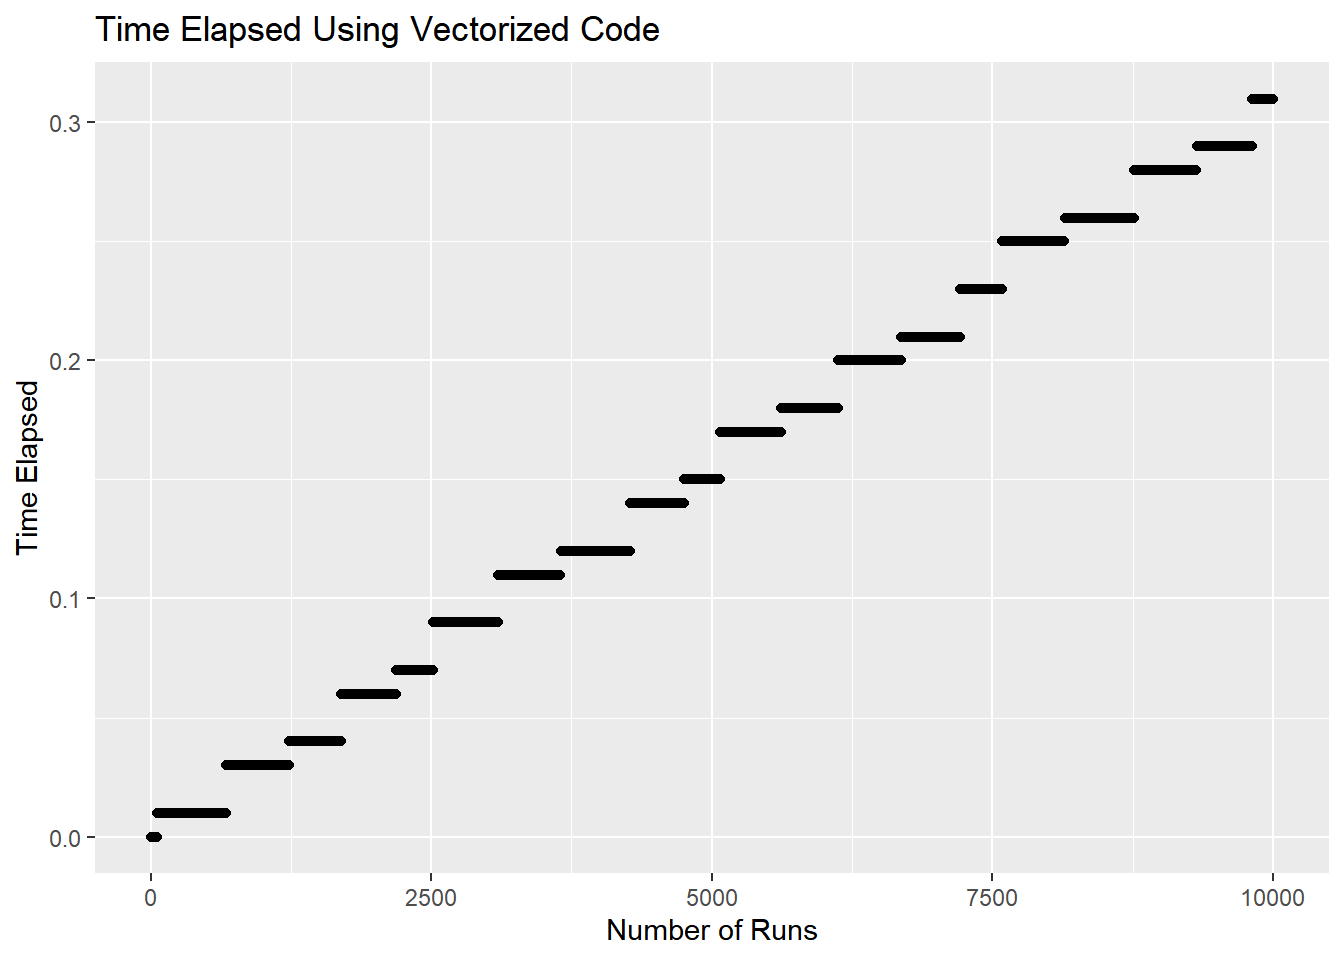 Time Elapsed Using Vectorized Code
0.3
0.2
0.1
0.0
Time Elapsed
0 2500 5000 7500 10000
Number of Runs